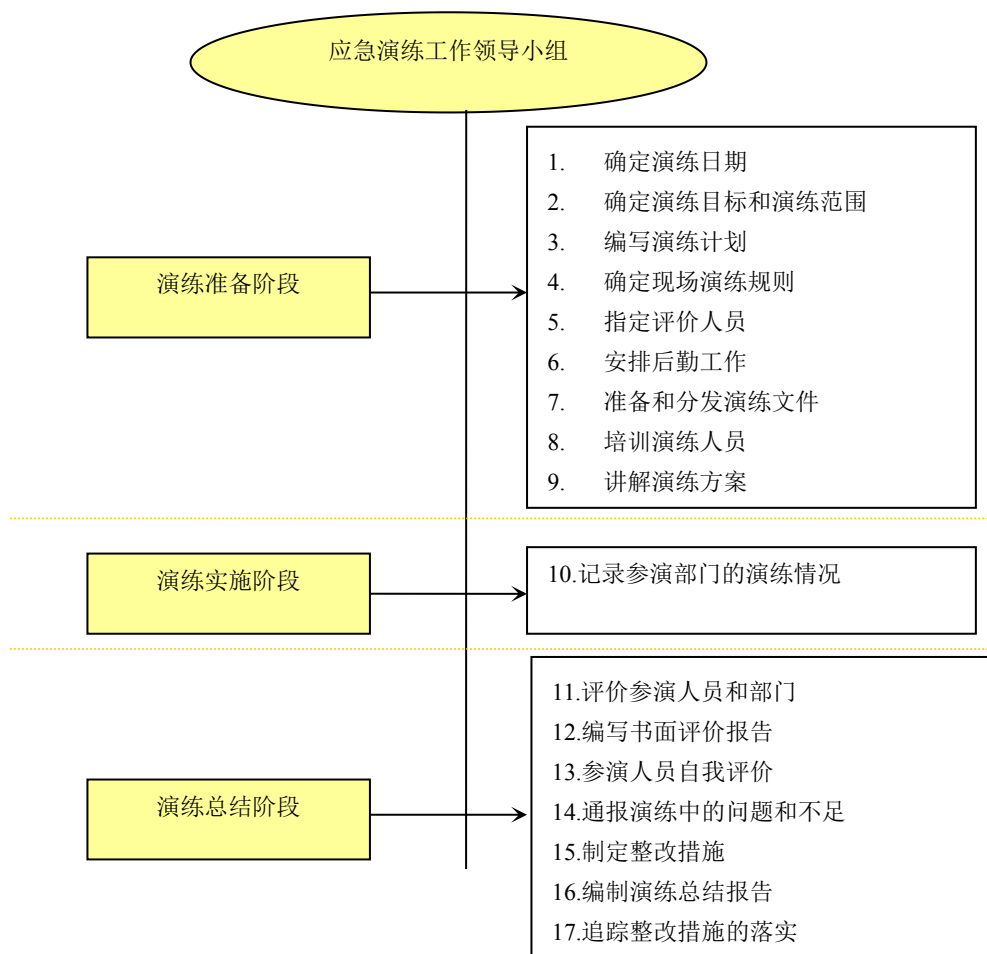 应急演练工作领导小组
演练准备阶段
1. 确定演练日期
2. 确定演练目标和演练范围
3. 编写演练计划
4. 确定现场演练规则
5. 指定评价人员
6. 安排后勤工作
7. 准备和分发演练文件
8. 培训演练人员
9. 讲解演练方案
演练实施阶段
10.记录参演部门的演练情况
演练总结阶段
11.评价参演人员和部门
12.编写书面评价报告
13.参演人员自我评价
14.通报演练中的问题和不足
15.制定整改措施
16.编制演练总结报告
17.追踪整改措施的落实